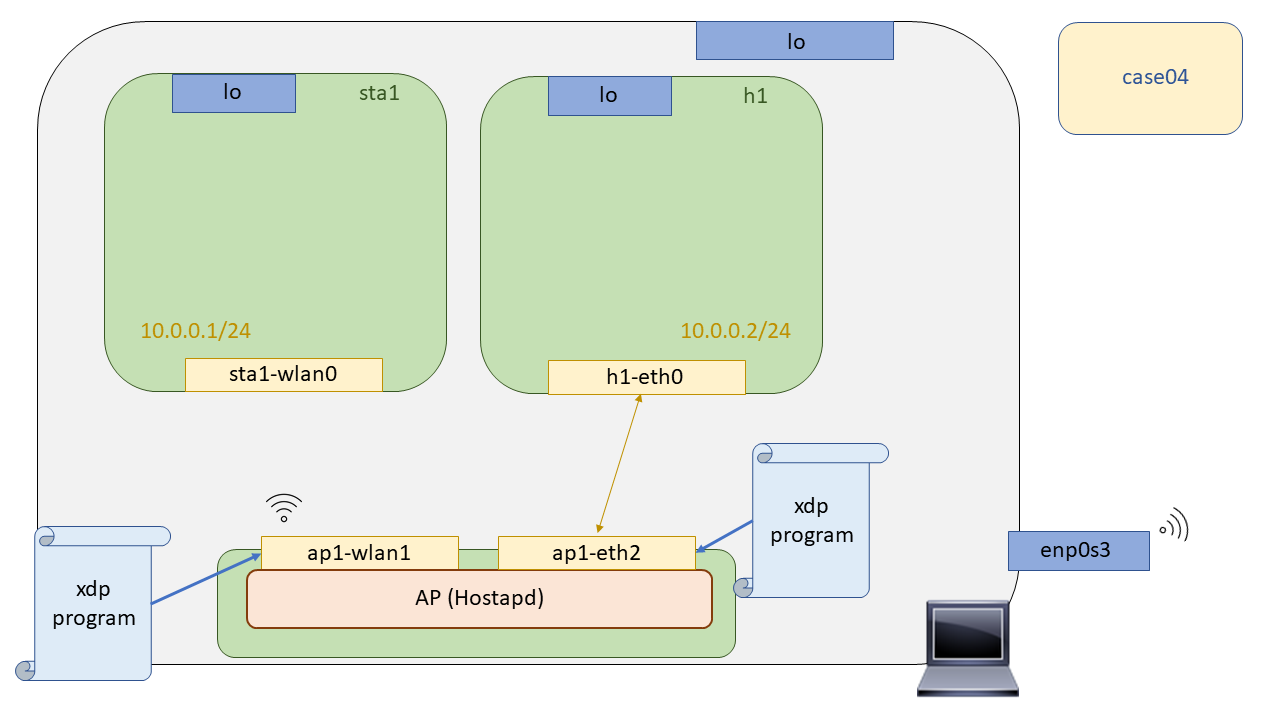 lo
case04
lo
sta1
lo
h1
10.0.0.1/24
10.0.0.2/24
sta1-wlan0
h1-eth0
xdp
program
ap1-wlan1
ap1-eth2
enp0s3
xdp
program
AP (Hostapd)